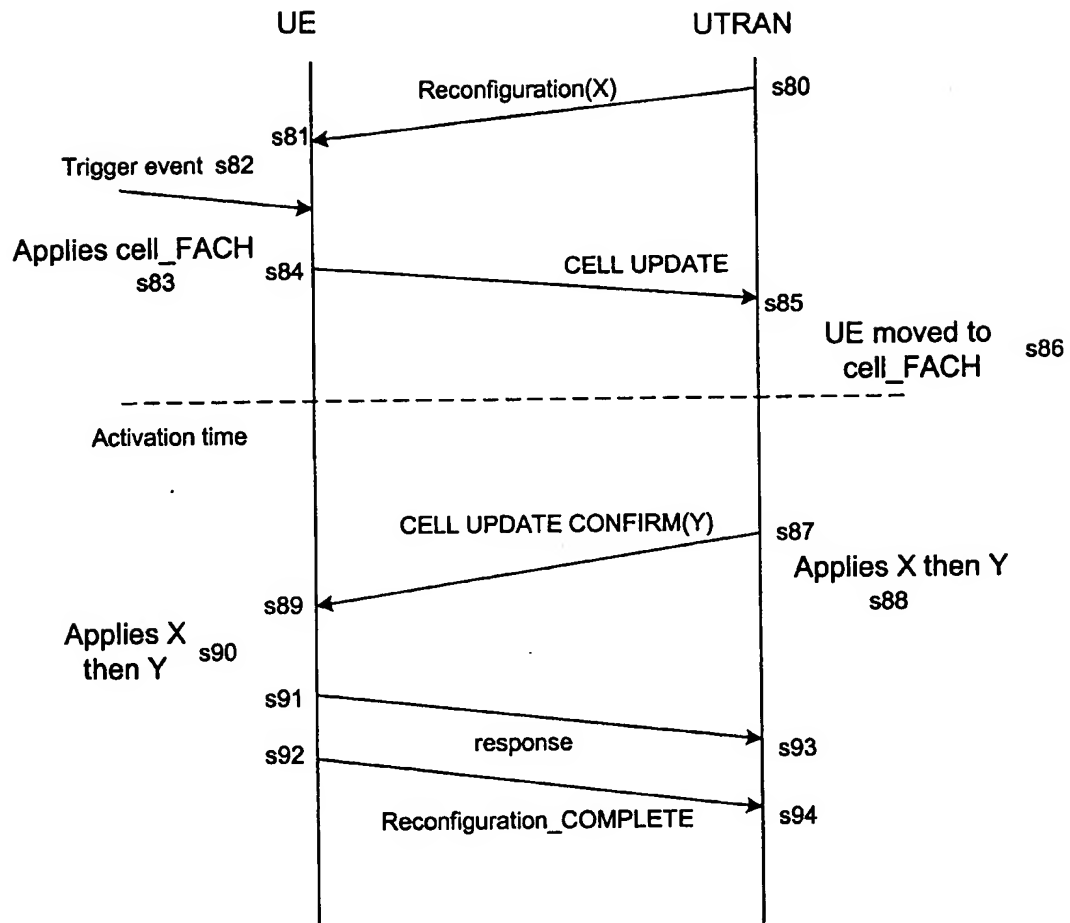 UE
UTRAN
Reconfiguration(X)
s80
s81
Trigger event s82
Applies cell_FACH
s83
s84
CELL UPDATE
s85
UE moved to
cell_FACH
s86
Activation time
CELL UPDATE CONFIRM(Y)
s87
Applies X then Y
s88
s89
Applies X
then Y
s90
s91
response
s93
s92
Reconfiguration_COMPLETE
s94